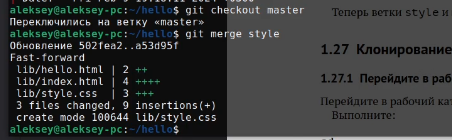 aleksey@aleksey-pc:~/hello$ git checkout master
Переключились на ветку «master»
aleksey@aleksey-pc:~/hello$ git merge style
Обновление 502fea2..a53d95f
Fast-forward
 lib/hello.html | 2 ++
 lib/index.html | 4 ++++
 lib/style.css  | 3 +++
 3 files changed, 9 insertions(+)
 create mode 100644 lib/style.css
aleksey@aleksey-pc:~/hello$
Теперь ветки style и
1.27 Клонирование
1.27.1 Перейдите в раб
Перейдите в рабочий кат
Выполните: